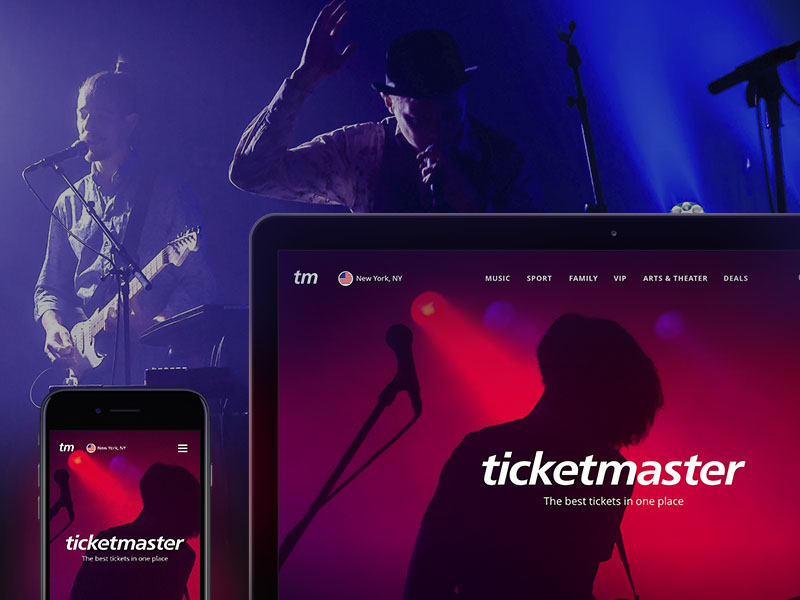 tm New York, NY MUSIC SPORT FAMILY VIP ARTS & THEATER DEALS
ticketmaster
The best tickets in one place
tm New York, NY
ticketmaster
The best tickets in one place